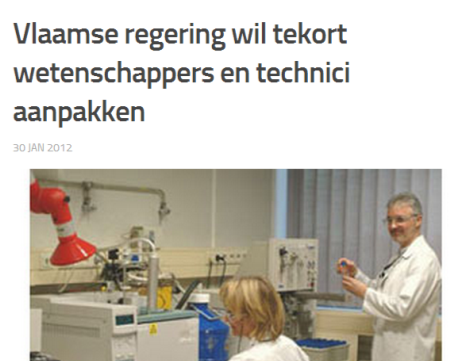 Vlaamse regering wil tekort
wetenschappers en technici
aanpakken
30 JAN 2012